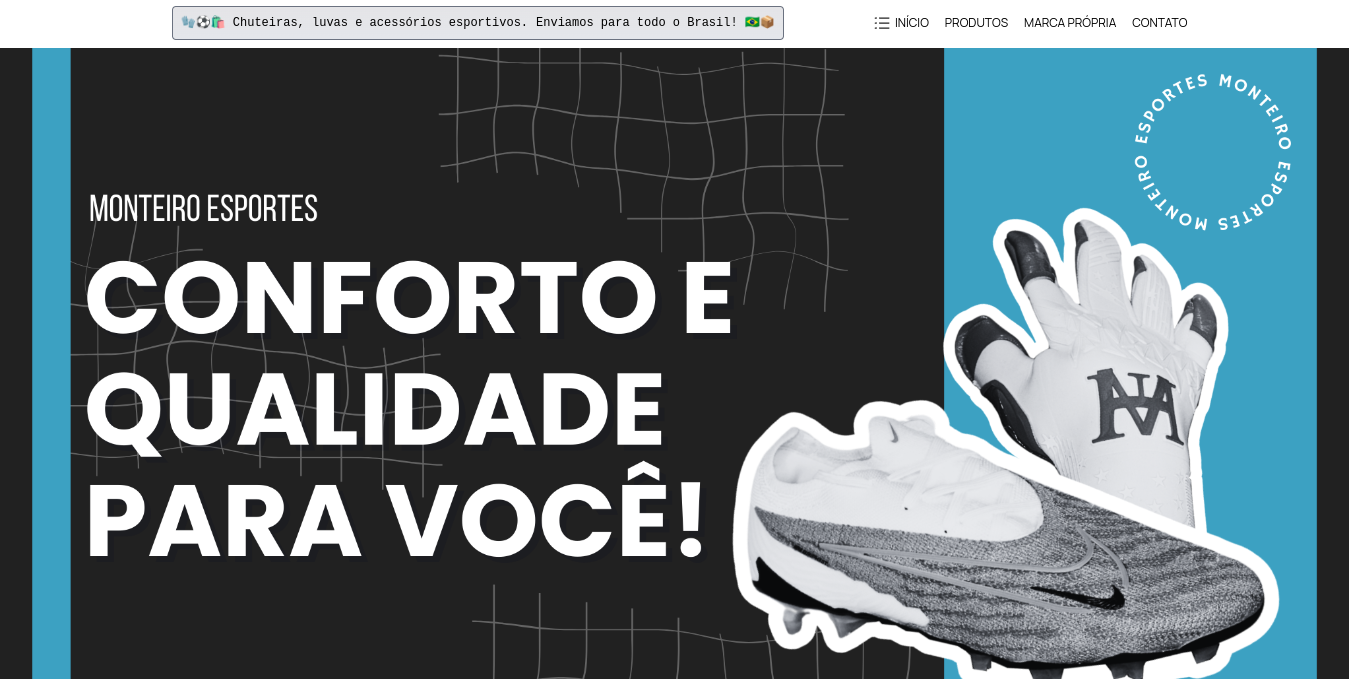 🧤⚽🛍️ Chuteiras, luvas e acessórios esportivos. Enviamos para todo o Brasil! 🇧🇷📦
INÍCIO
PRODUTOS
MARCA PRÓPRIA
CONTATO
ESPORTES MONTEIRO ESPORTES MONTEIRO
MONTEIRO ESPORTES
CONFORTO E
QUALIDADE
PARA VOCÊ!